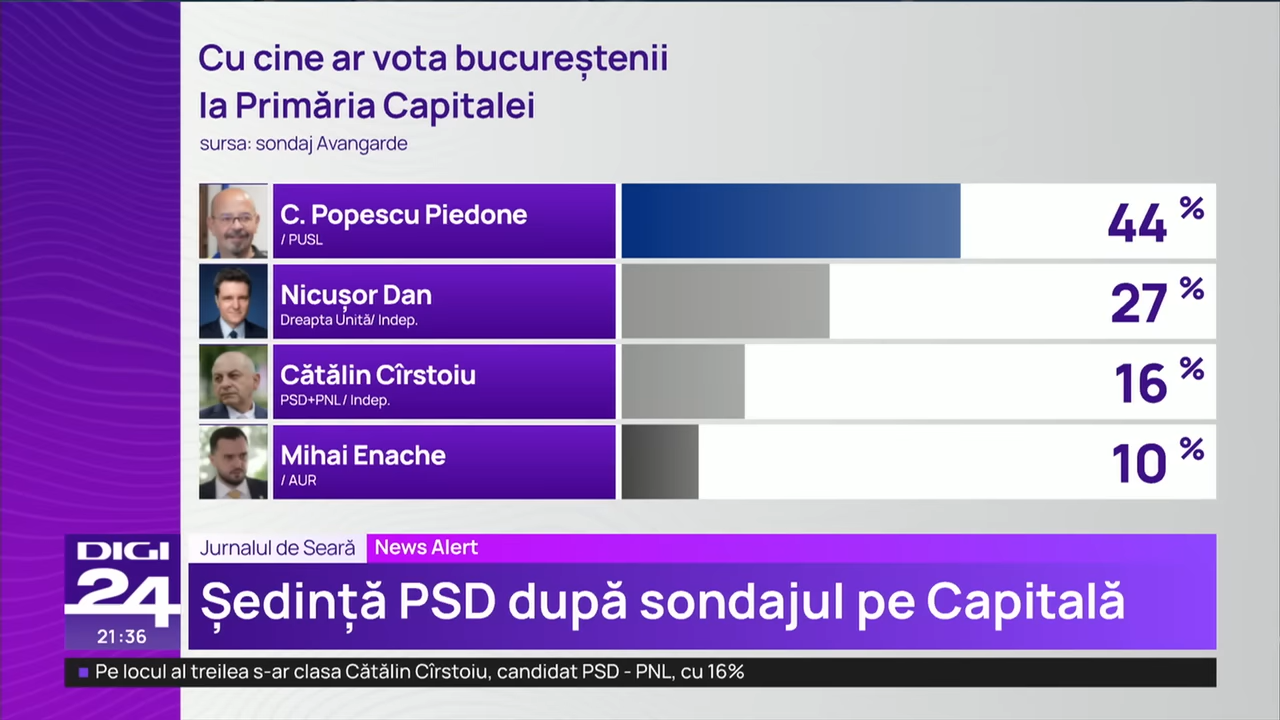 Cu cine ar vota bucureștenii
la Primăria Capitalei
sursa: sondaj Avangarde
C. Popescu Piedone
/ PUSL
44 %
Nicușor Dan
Dreapta Unită/ Indep.
27 %
Cătălin Cîrstoiu
PSD+PNL/ Indep.
16 %
Mihai Enache
/ AUR
10 %
DIGI
24
21:36
Jurnalul de Seară
News Alert
Ședință PSD după sondajul pe Capitală
Pe locul al treilea s-ar clasa Cătălin Cîrstoiu, candidat PSD - PNL, cu 16%